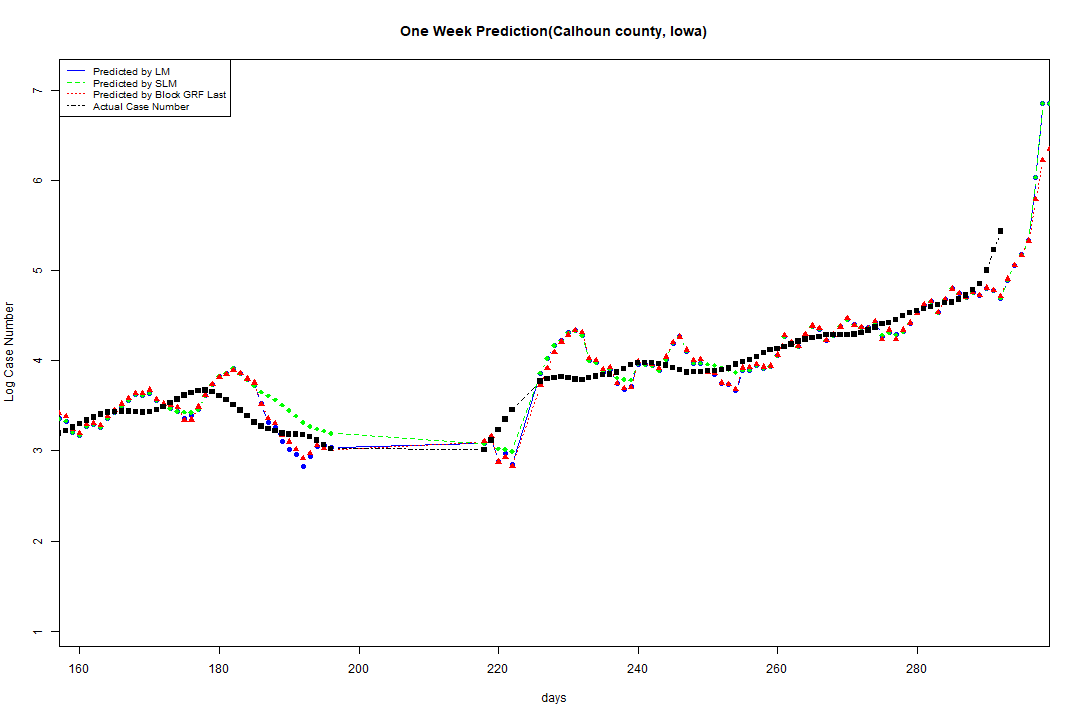 One Week Prediction(Calhoun county, Iowa)
Predicted by LM
Predicted by SLM
Predicted by Block GRF Last
Actual Case Number
7
6
5
4
3
2
1
Log Case Number
160 180 200 220 240 260 280
days